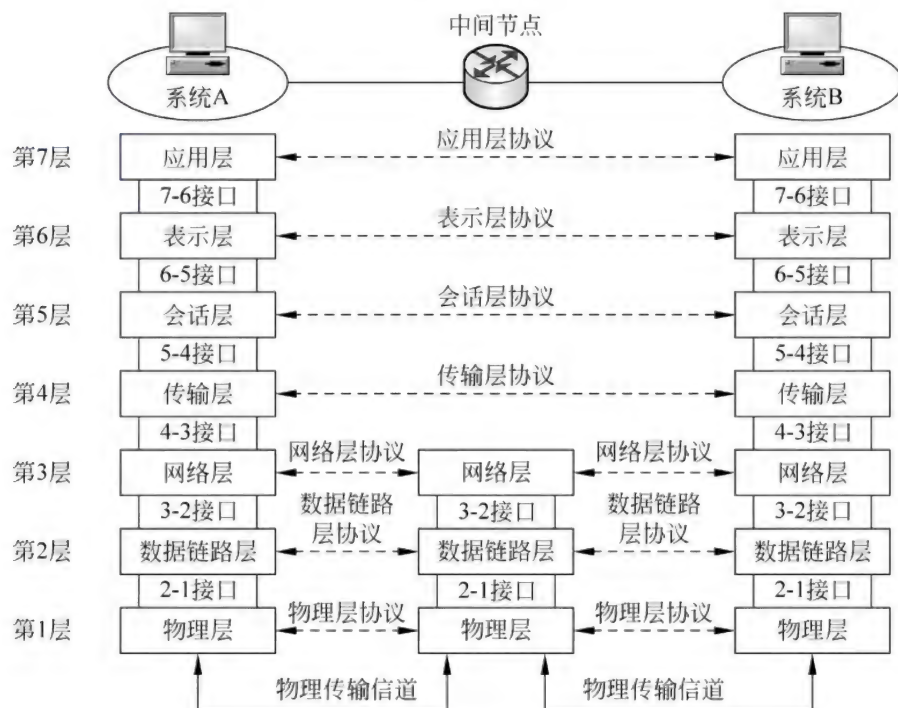 中间节点
系统A
系统B
第7层 应用层 应用层协议 应用层
7-6接口 7-6接口
第6层 表示层 表示层协议 表示层
6-5接口 6-5接口
第5层 会话层 会话层协议 会话层
5-4接口 5-4接口
第4层 传输层 传输层协议 传输层
4-3接口 4-3接口
第3层 网络层 网络层协议 网络层 网络层协议 网络层
3-2接口 数据链路 3-2接口 数据链路 3-2接口
第2层 数据链路层 层协议 数据链路层 层协议 数据链路层
2-1接口 2-1接口 2-1接口
第1层 物理层 物理层协议 物理层 物理层协议 物理层
物理传输信道 物理传输信道